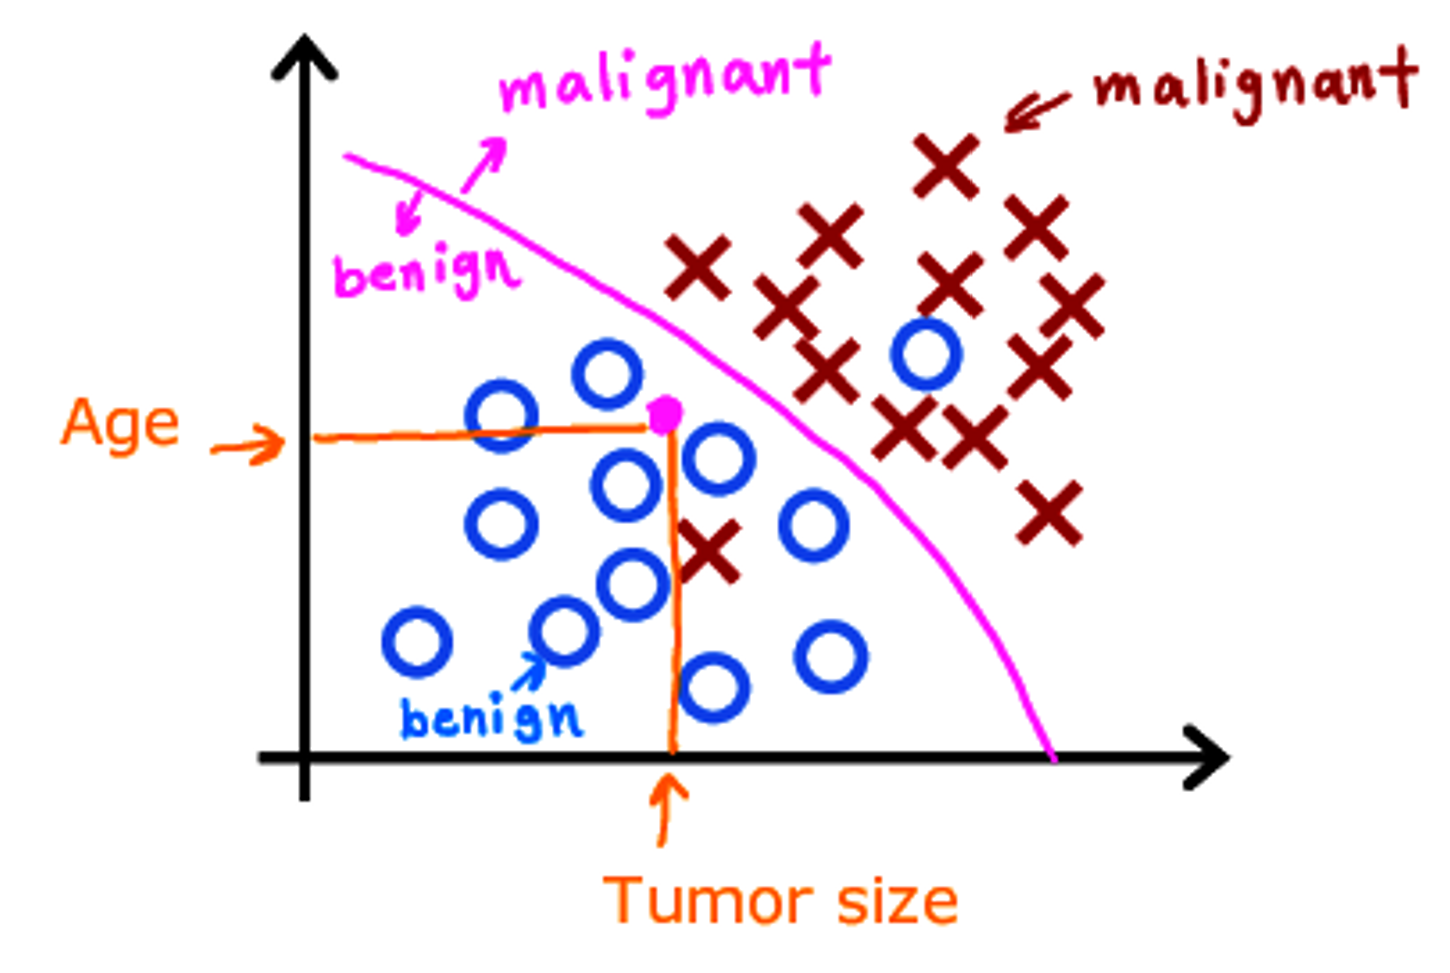 malignant
malignant
benign
Age
benign
Tumor size